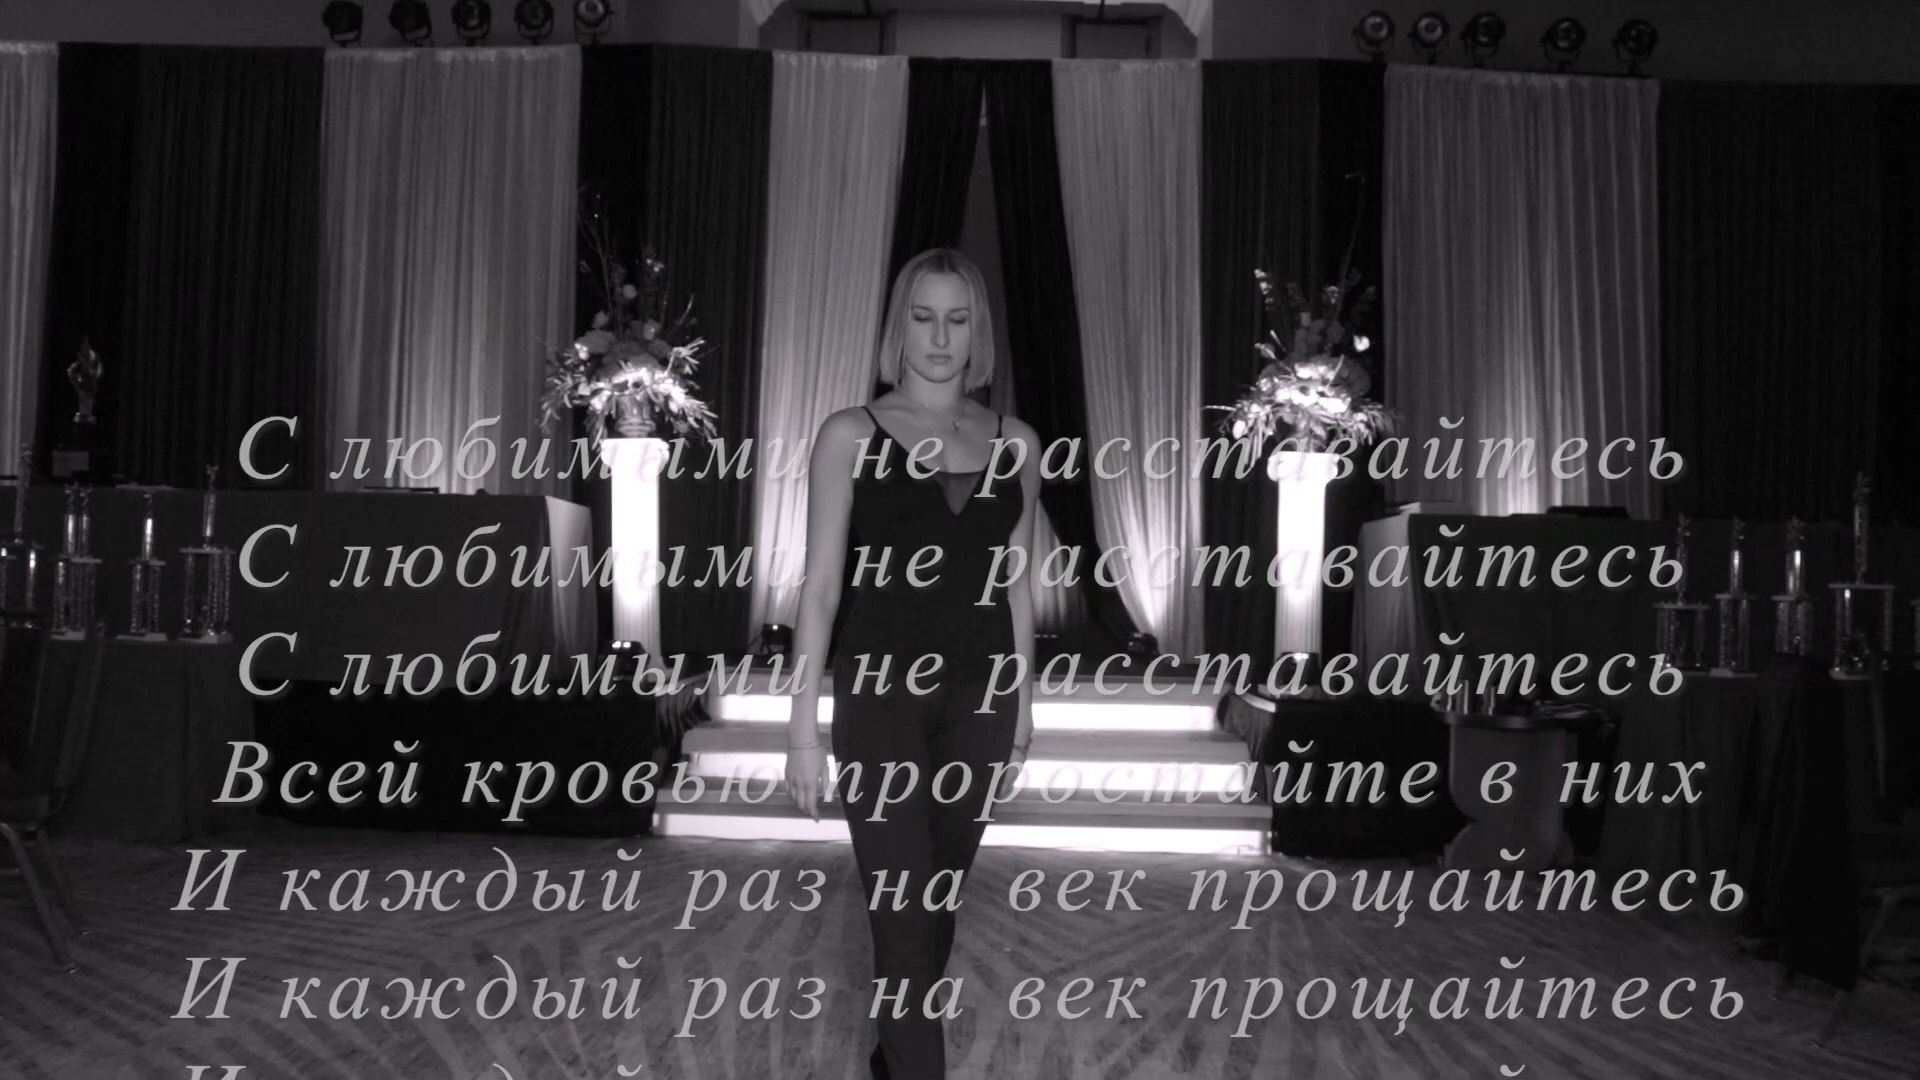 С любимыми не расставайтесь
С любимыми не расставайтесь
С любимыми не расставайтесь
Всей кровью проростайте в них
И каждый раз на век прощайтесь
И каждый раз на век прощайтесь